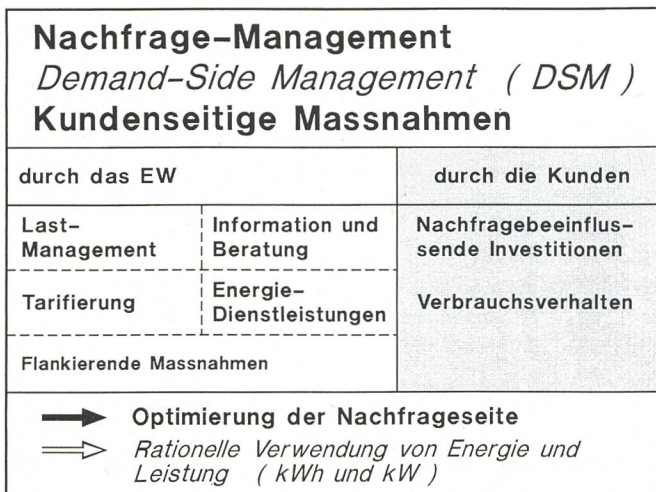 Nachfrage-Management
Demand-Side Management ( DSM )
Kundenseitige Massnahmen
durch das EW
durch die Kunden
Last-
Management
Information und
Beratung
Nachfragebeeinflus-
sende Investitionen
Tarifierung
Energie-
Dienstleistungen
Verbrauchsverhalten
Flankierende Massnahmen
Optimierung der Nachfrageseite
Rationelle Verwendung von Energie und
Leistung ( kWh und kW )